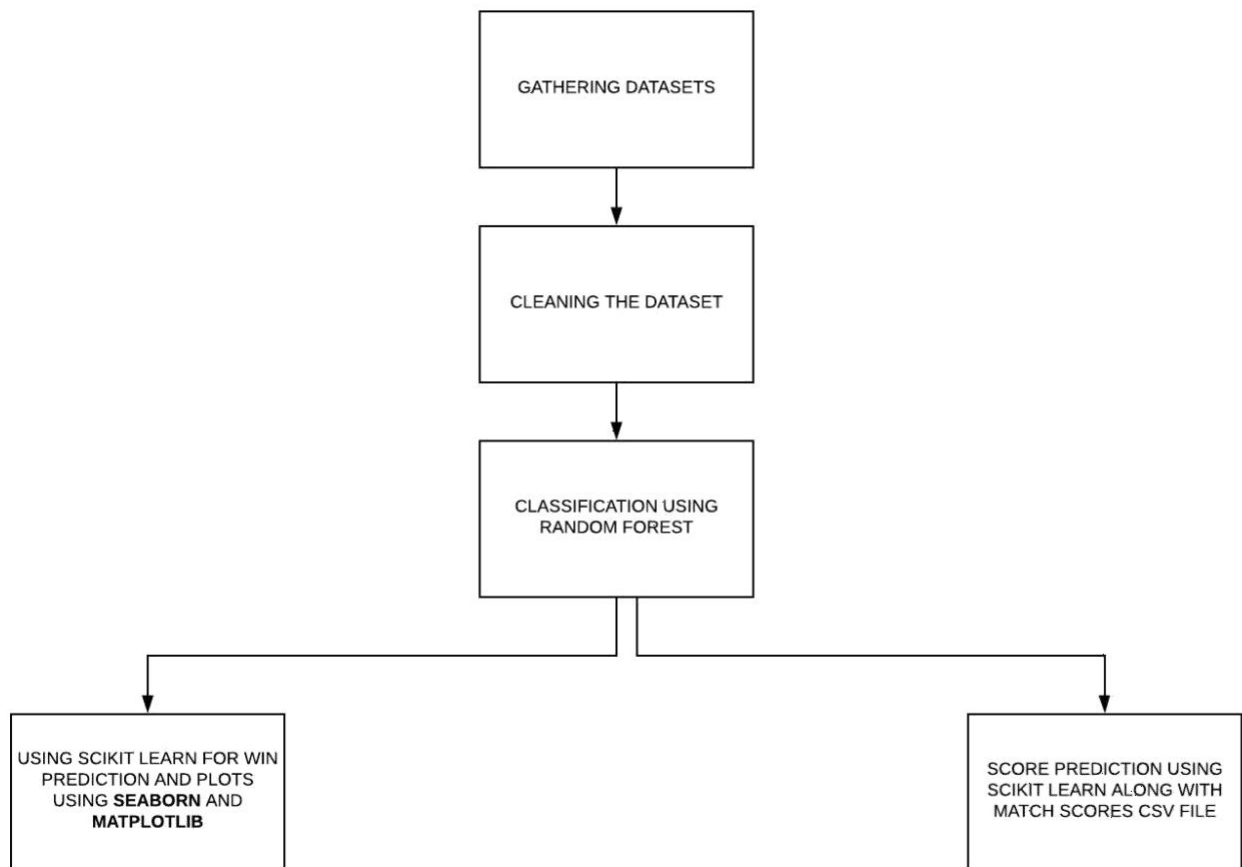 GATHERING DATASETS
CLEANING THE DATASET
CLASSIFICATION USING
RANDOM FOREST
USING SCIKIT LEARN FOR WIN
PREDICTION AND PLOTS
USING SEABORN AND
MATPLOTLIB
SCORE PREDICTION USING
SCIKIT LEARN ALONG WITH
MATCH SCORES CSV FILE